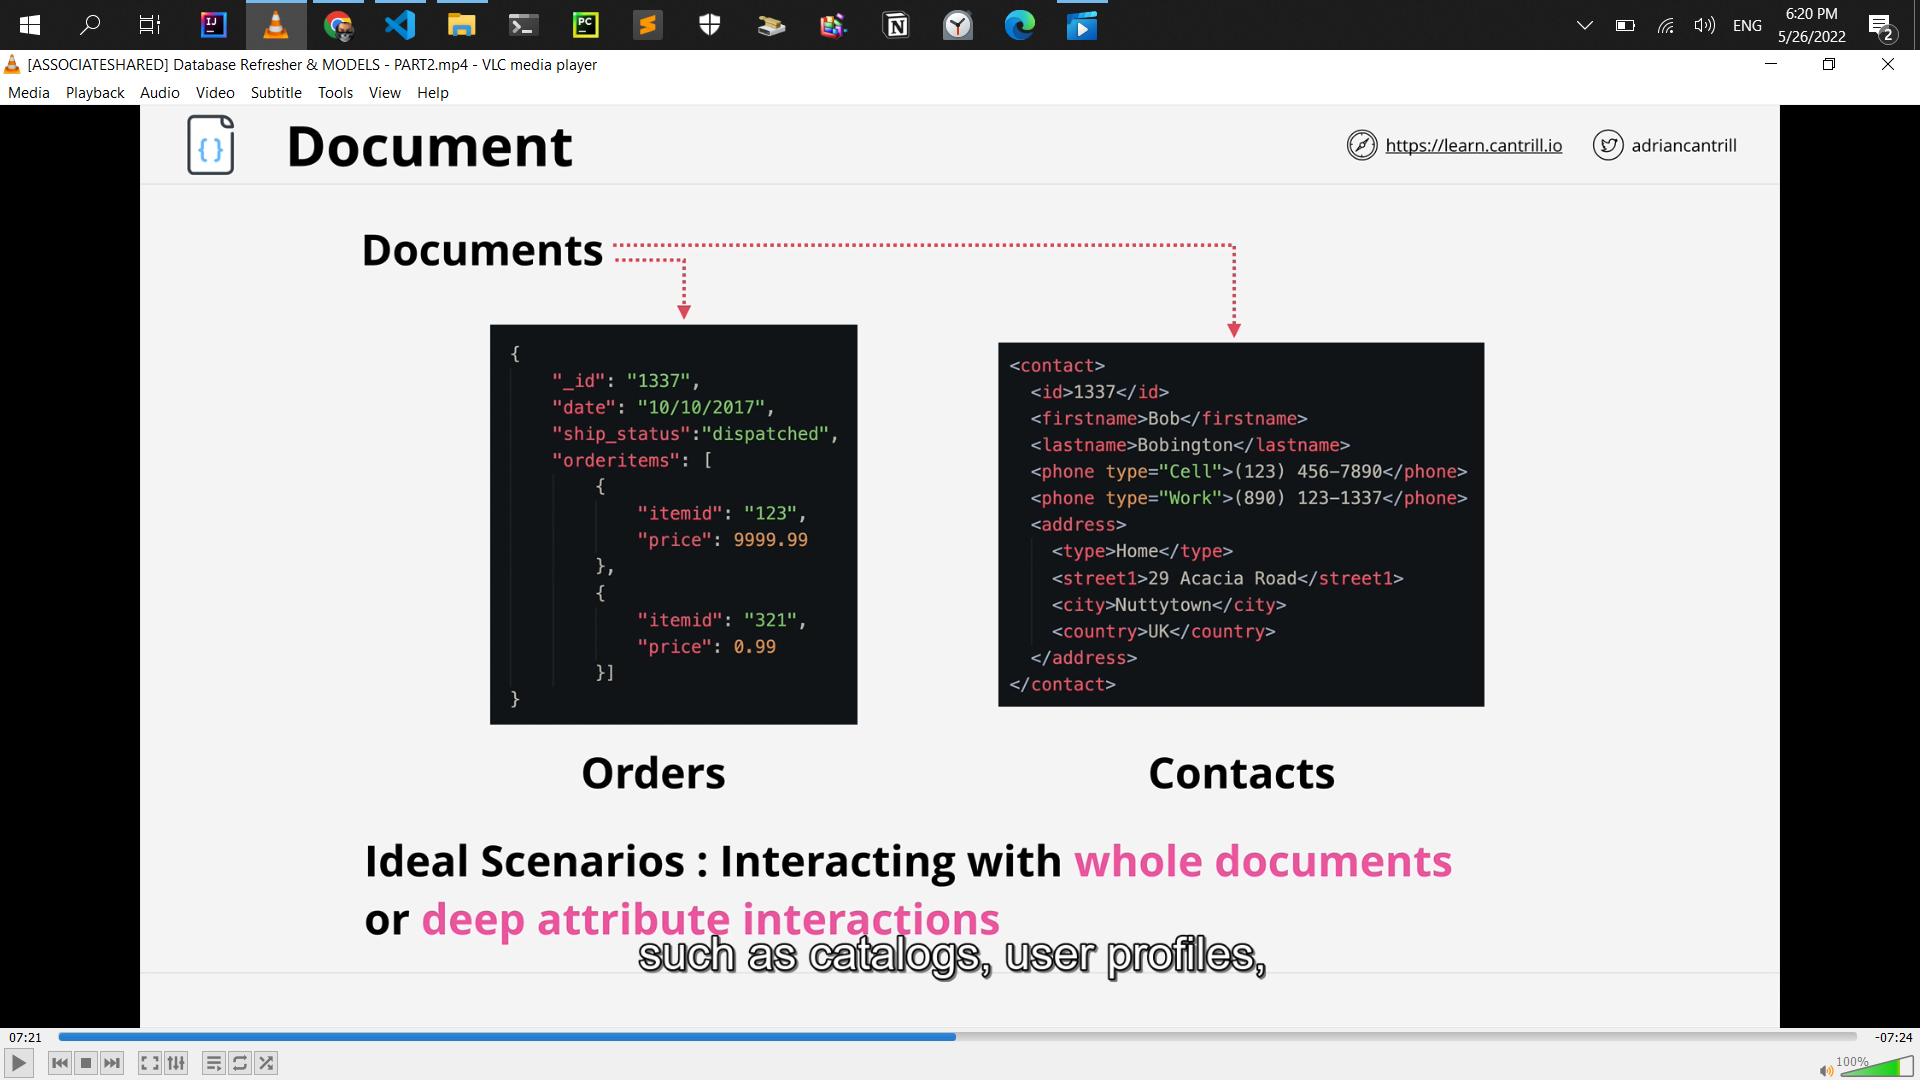 ENG
6:20 PM
5/26/2022
2
[ASSOCIATESHARED] Database Refresher & MODELS - PART2.mp4 - VLC media player
Media Playback Audio Video Subtitle Tools View Help
{} Document
https://learn.cantrill.io adriancantrill
Documents
{
"_id": "1337",
"date": "10/10/2017",
"ship_status":"dispatched",
"orderitems": [
{
"itemid": "123",
"price": 9999.99
},
{
"itemid": "321",
"price": 0.99
}]
}
<contact>
<id>1337</id>
<firstname>Bob</firstname>
<lastname>Bobington</lastname>
<phone type="Cell">(123) 456-7890</phone>
<phone type="Work">(890) 123-1337</phone>
<address>
<type>Home</type>
<street1>29 Acacia Road</street1>
<city>Nuttytown</city>
<country>UK</country>
</address>
</contact>
Orders
Contacts
Ideal Scenarios : Interacting with whole documents
or deep attribute interactions
such as catalogs, user profiles,
07:21
-07:24
100%